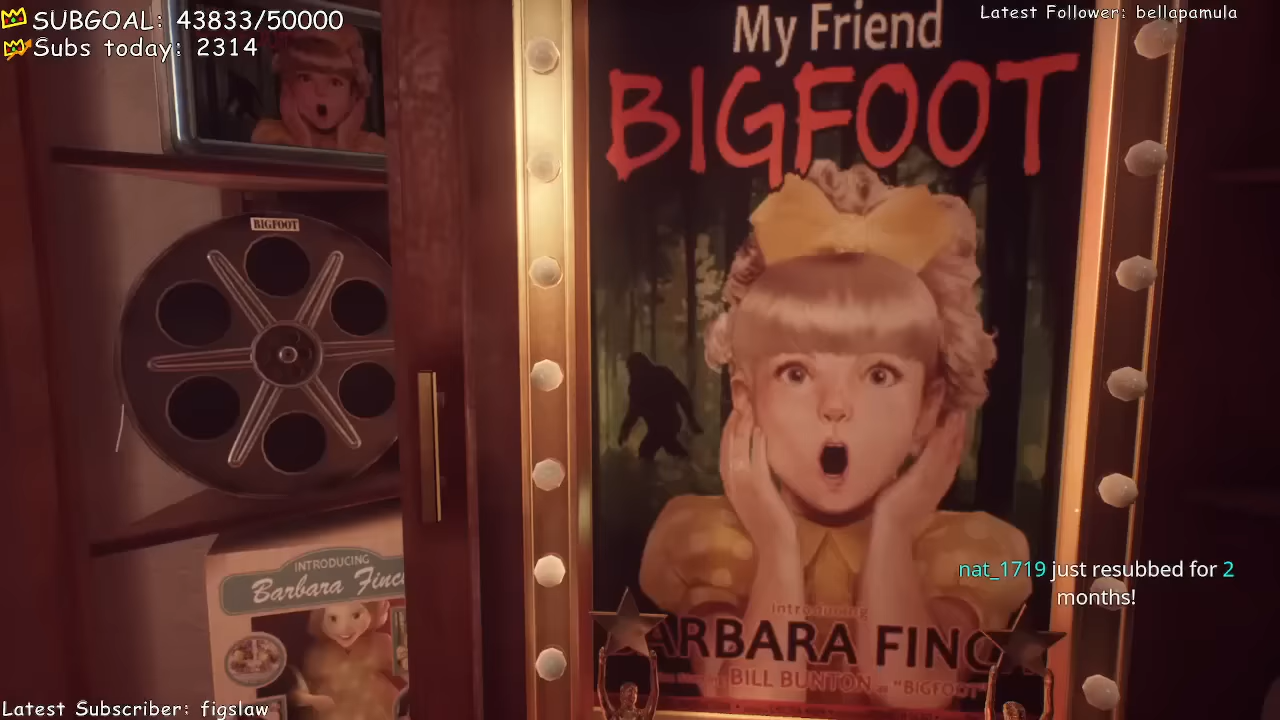 SUBGOAL: 43833/50000
Subs today: 2314
Latest Follower: bellapamula
My Friend
BIGFOOT
BIGFOOT
INTRODUCING
Barbara Finc
introducing
ARBARA FINC
BILL BUNTON as "BIGFOOT"
nat_1719 just resubbed for 2
months!
Latest Subscriber: figslaw